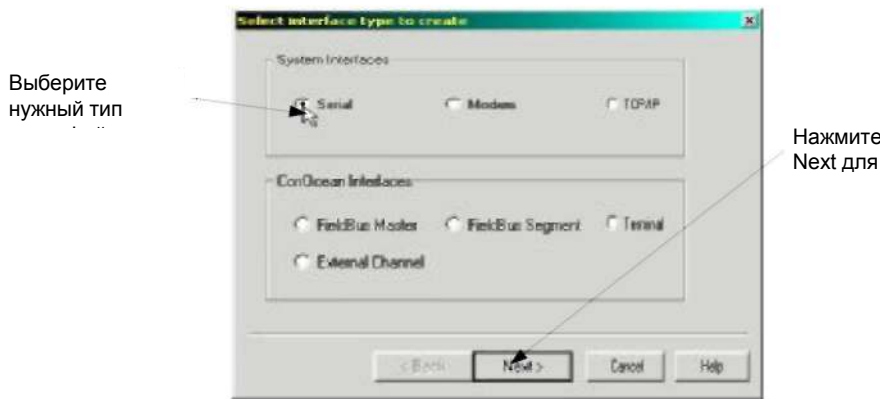 Select interface type to create
System Interfaces
Выберите
нужный тип
Serial
Modem
TCP/IP
Нажмите
Next для
ConOcean Interfaces
FieldBus Master
FieldBus Segment
Terminal
External Channel
< Back
Next >
Cancel
Help